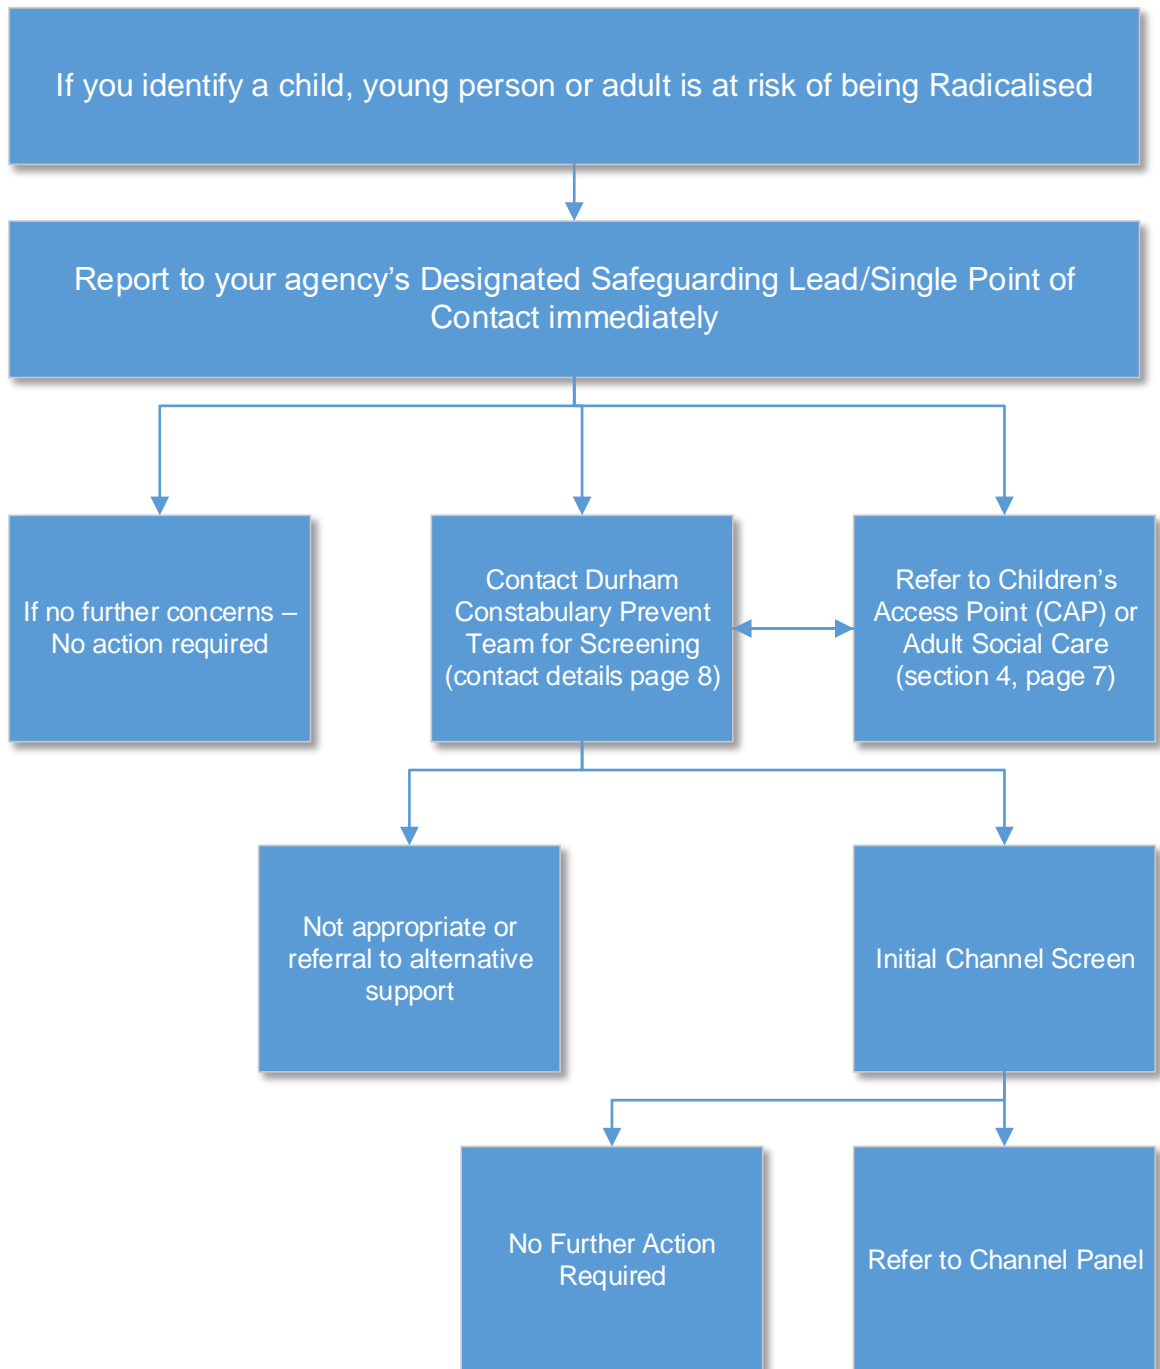 If you identify a child, young person or adult is at risk of being Radicalised
Report to your agency’s Designated Safeguarding Lead/Single Point of
Contact immediately
If no further concerns –
No action required
Contact Durham
Constabulary Prevent
Team for Screening
(contact details page 8)
Refer to Children’s
Access Point (CAP) or
Adult Social Care
(section 4, page 7)
Not appropriate or
referral to alternative
support
Initial Channel Screen
No Further Action
Required
Refer to Channel Panel